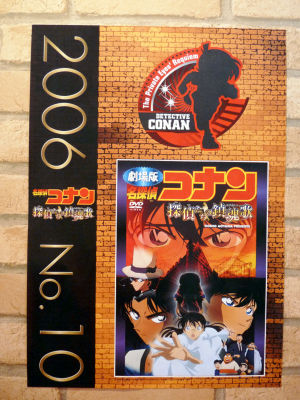 2006 No.10
名探偵
コナン
探偵たちの鎮魂歌
The Private Eyes' Requiem
DETECTIVE
CONAN
劇場版
名探偵
コナン
DVD
探偵たちの鎮魂歌